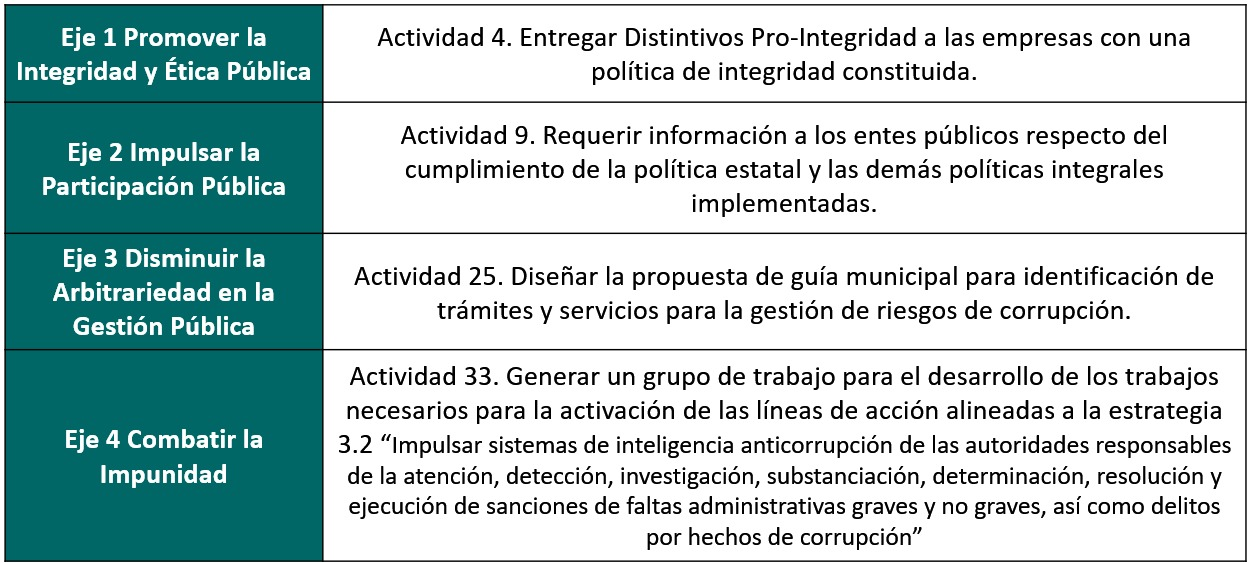 Eje 1 Promover la
Integridad y Ética Pública
Actividad 4. Entregar Distintivos Pro-Integridad a las empresas con una
política de integridad constituida.
Eje 2 Impulsar la
Participación Pública
Actividad 9. Requerir información a los entes públicos respecto del
cumplimiento de la política estatal y las demás políticas integrales
implementadas.
Eje 3 Disminuir la
Arbitrariedad en la
Gestión Pública
Actividad 25. Diseñar la propuesta de guía municipal para identificación de
trámites y servicios para la gestión de riesgos de corrupción.
Eje 4 Combatir la
Impunidad
Actividad 33. Generar un grupo de trabajo para el desarrollo de los trabajos
necesarios para la activación de las líneas de acción alineadas a la estrategia
3.2 “Impulsar sistemas de inteligencia anticorrupción de las autoridades responsables
de la atención, detección, investigación, substanciación, determinación, resolución y
ejecución de sanciones de faltas administrativas graves y no graves, así como delitos
por hechos de corrupción”